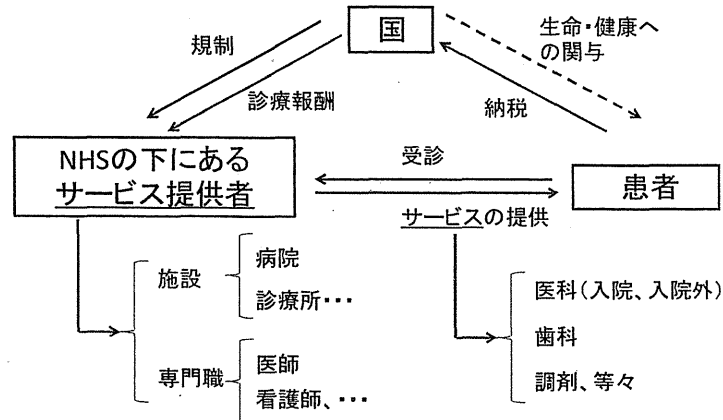 国
生命・健康へ
の関与
規制
診療報酬
納税
NHSの下にある
サービス提供者
受診
患者
サービスの提供
施設
病院
診療所・・・
医科(入院、入院外)
歯科
調剤、等々
専門職
医師
看護師、・・・